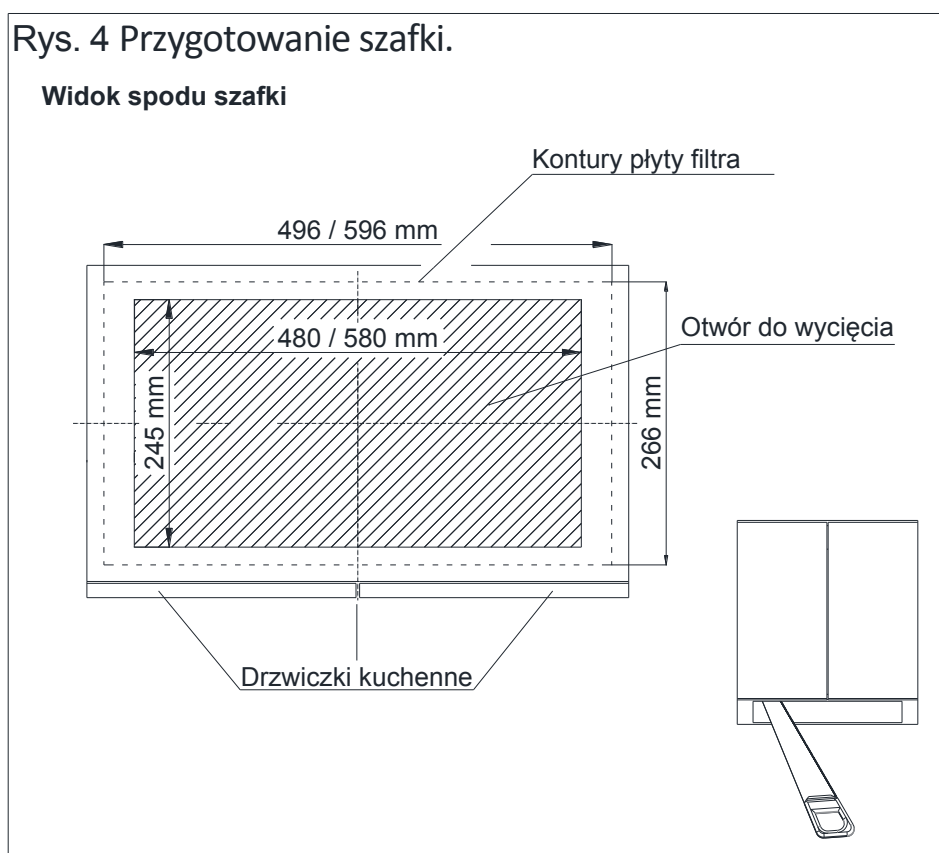 Rys. 4 Przygotowanie szafki.
Widok spodu szafki
Kontury płyty filtra
496 / 596 mm
Otwór do wycięcia
480 / 580 mm
245 mm
266 mm
Drzwiczki kuchenne